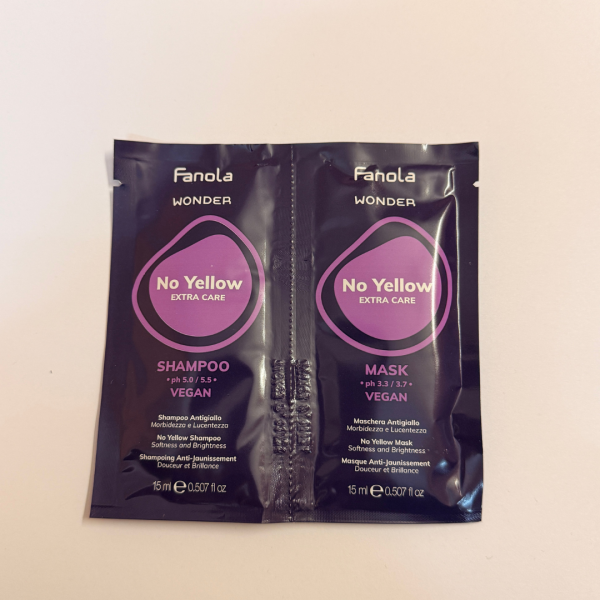 Fanola
WONDER
No Yellow
EXTRA CARE
SHAMPOO
• ph 5.0 / 5.5 •
VEGAN
Shampoo Antigiallo
Morbidezza e Lucentezza
No Yellow Shampoo
Softness and Brightness
Shampoing Anti-Jaunissement
Douceur et Brillance
15 ml ℮ 0.507 fl oz
Fanola
WONDER
No Yellow
EXTRA CARE
MASK
• ph 3.3 / 3.7 •
VEGAN
Maschera Antigiallo
Morbidezza e Lucentezza
No Yellow Mask
Softness and Brightness
Masque Anti-Jaunissement
Douceur et Brillance
15 ml ℮ 0.507 fl oz